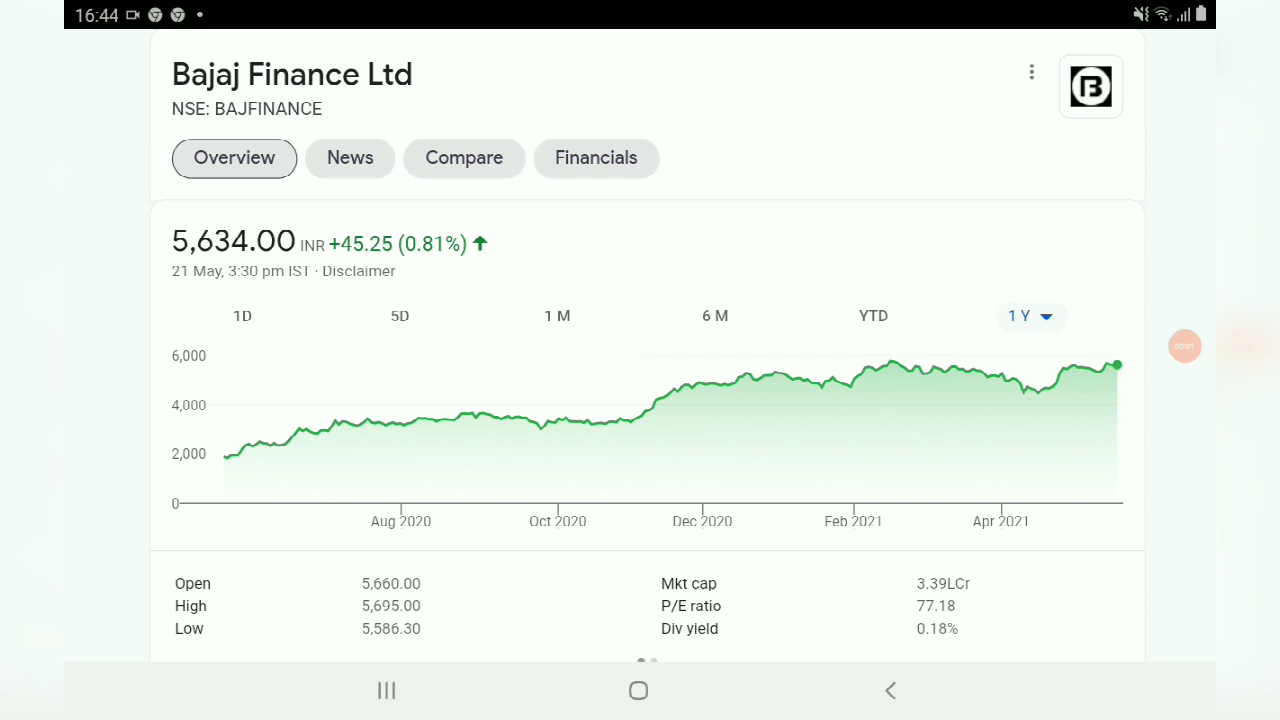 16:44
Bajaj Finance Ltd
NSE: BAJFINANCE
Overview News Compare Financials
5,634.00 INR +45.25 (0.81%)
21 May, 3:30 pm IST · Disclaimer
1D 5D 1 M 6 M YTD 1 Y
6,000
4,000
2,000
0
Aug 2020 Oct 2020 Dec 2020 Feb 2021 Apr 2021
Open 5,660.00 Mkt cap 3.39LCr
High 5,695.00 P/E ratio 77.18
Low 5,586.30 Div yield 0.18%
03:01